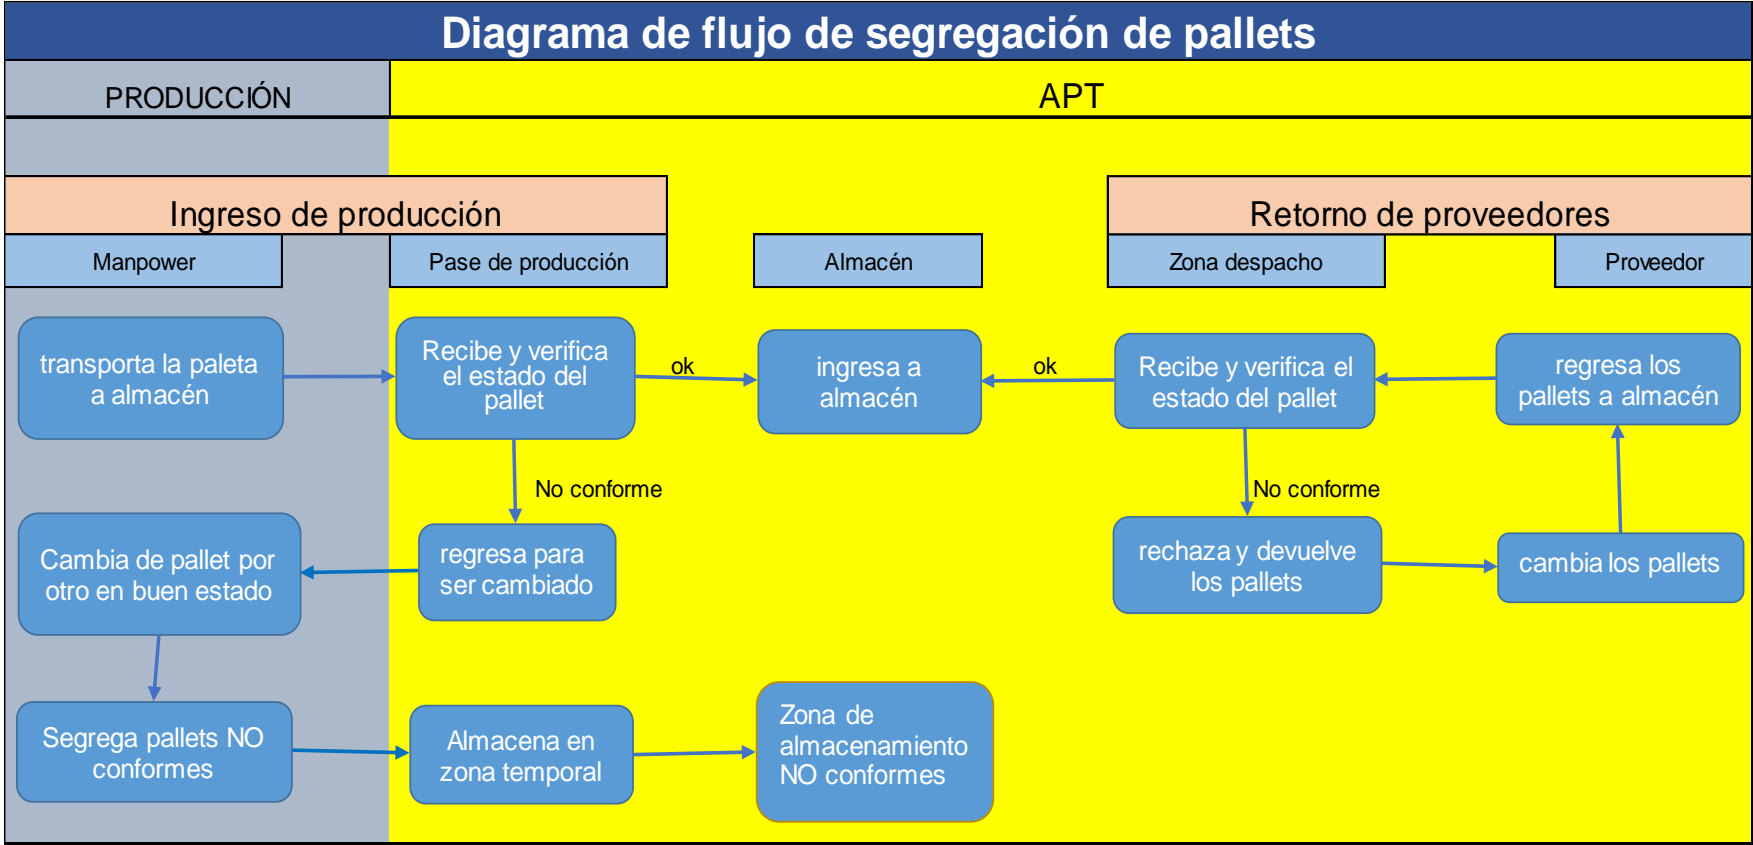 Diagrama de flujo de segregación de pallets
PRODUCCIÓN
APT
Ingreso de producción
Retorno de proveedores
Manpower
Pase de producción
Almacén
Zona despacho
Proveedor
transporta la paleta
a almacén
Recibe y verifica
el estado del
pallet
ok
ingresa a
almacén
ok
Recibe y verifica el
estado del pallet
regresa los
pallets a almacén
No conforme
No conforme
Cambia de pallet por
otro en buen estado
regresa para
ser cambiado
rechaza y devuelve
los pallets
cambia los pallets
Segrega pallets NO
conformes
Almacena en
zona temporal
Zona de
almacenamiento
NO conformes